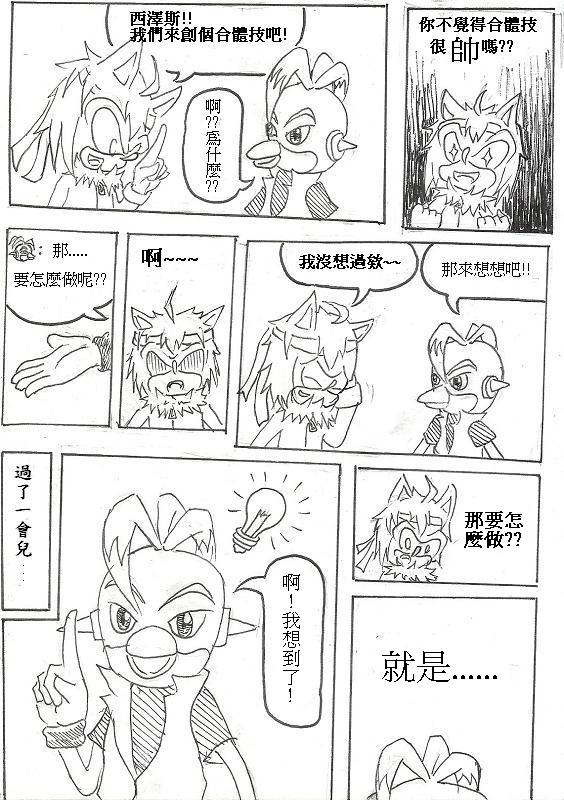 西澤斯!!
我們來創個合體技吧!
啊??為什麼??
你不覺得合體技
很帥嗎??
：那.....
要怎麼做呢??
啊~~~
我沒想過欸~~
那來想想吧!!
過了一會兒......
啊！我想到了！
那要怎
麼做??
就是......